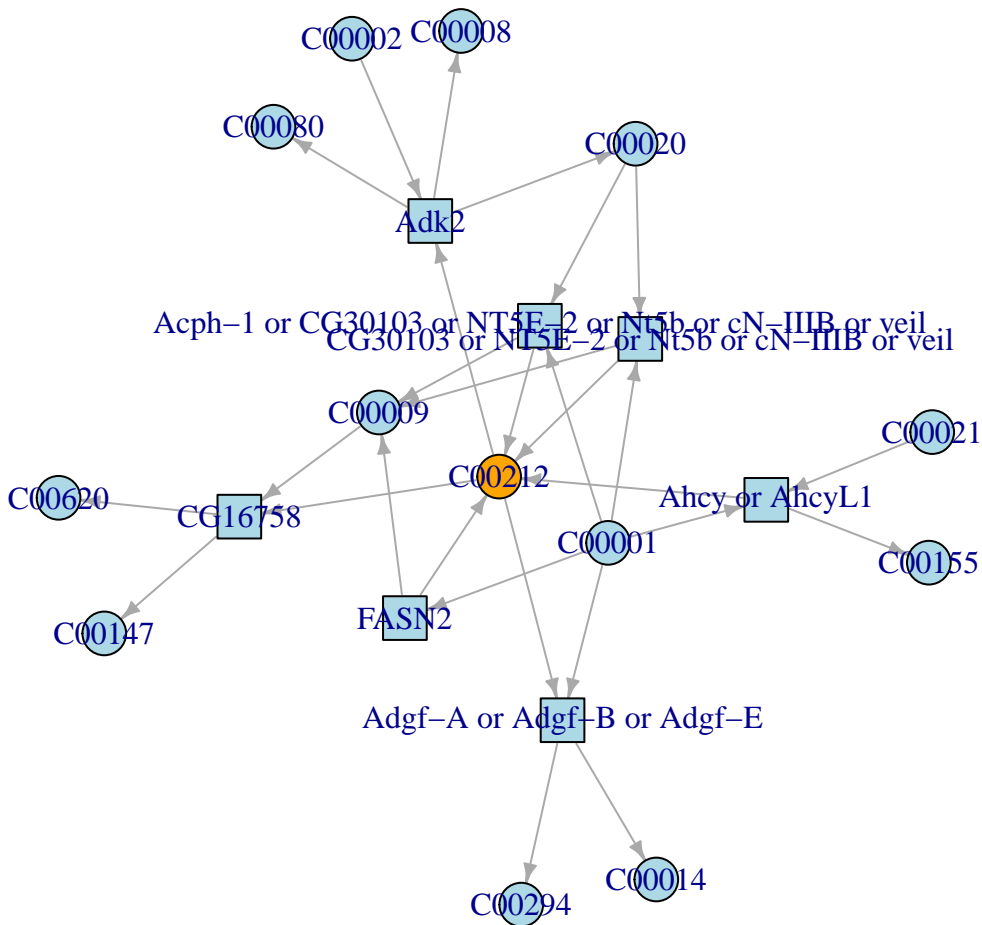 C00002
C00008
C00080
C00020
Adk2
Acph−1 or CG30103 or NT5E−2 or Nt5b or cN−IIIB or veil
CG30103 or NT5E−2 or Nt5b or cN−IIIB or veil
C00009
C00021
C00212
C00620
CG16758
Ahcy or AhcyL1
C00001
C00155
FASN2
C00147
Adgf−A or Adgf−B or Adgf−E
C00014
C00294